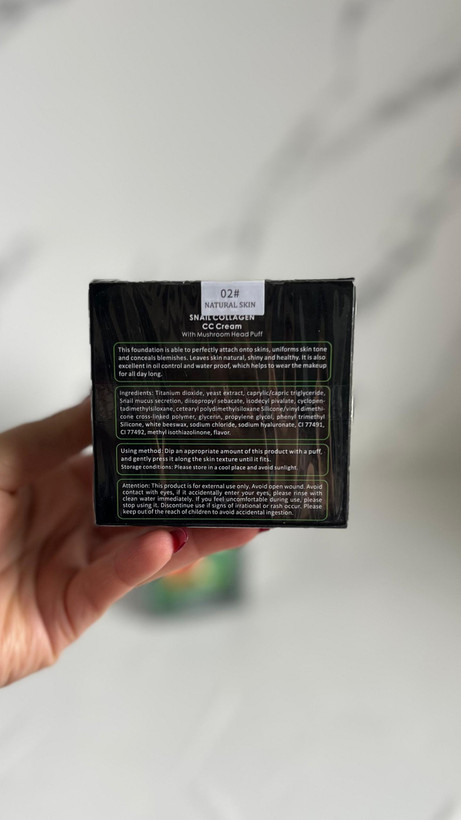 02#
NATURAL SKIN
SNAIL COLLAGEN
CC Cream
With Mushroom Head Puff
This foundation is able to perfectly attach onto skins, uniforms skin tone
and conceals blemishes. Leaves skin natural, shiny and healthy. It is also
excellent in oil control and water proof, which helps to wear the makeup
for all day long.
Ingredients: Titanium dioxide, yeast extract, caprylic/capric triglyceride,
Snail mucus secretion, diisopropyl sebacate, isodecyl pivalate, cyclopen-
tadimethylsiloxane, cetearyl polydimethylsiloxane Silicone/vinyl dimethi-
cone cross-linked polymer, glycerin, propylene glycol, phenyl trimethyl
Silicone, white beeswax, sodium chloride, sodium hyaluronate, CI 77491,
CI 77492, methylisothiazolinone, flavor.
Using method: Dip an appropriate amount of this product with a puff,
and gently press it along the skin texture until it fits.
Storage conditions: Please store in a cool place and avoid sunlight.
Attention: This product is for external use only. Avoid open wound. Avoid
contact with eyes, if it accidentally enter your eyes, please rinse with
clean water immediately. If you feel uncomfortable during use, please
stop using it. Discontinue use if signs of irrational or rash occur. Please
keep out of the reach of children to avoid accidental ingestion.